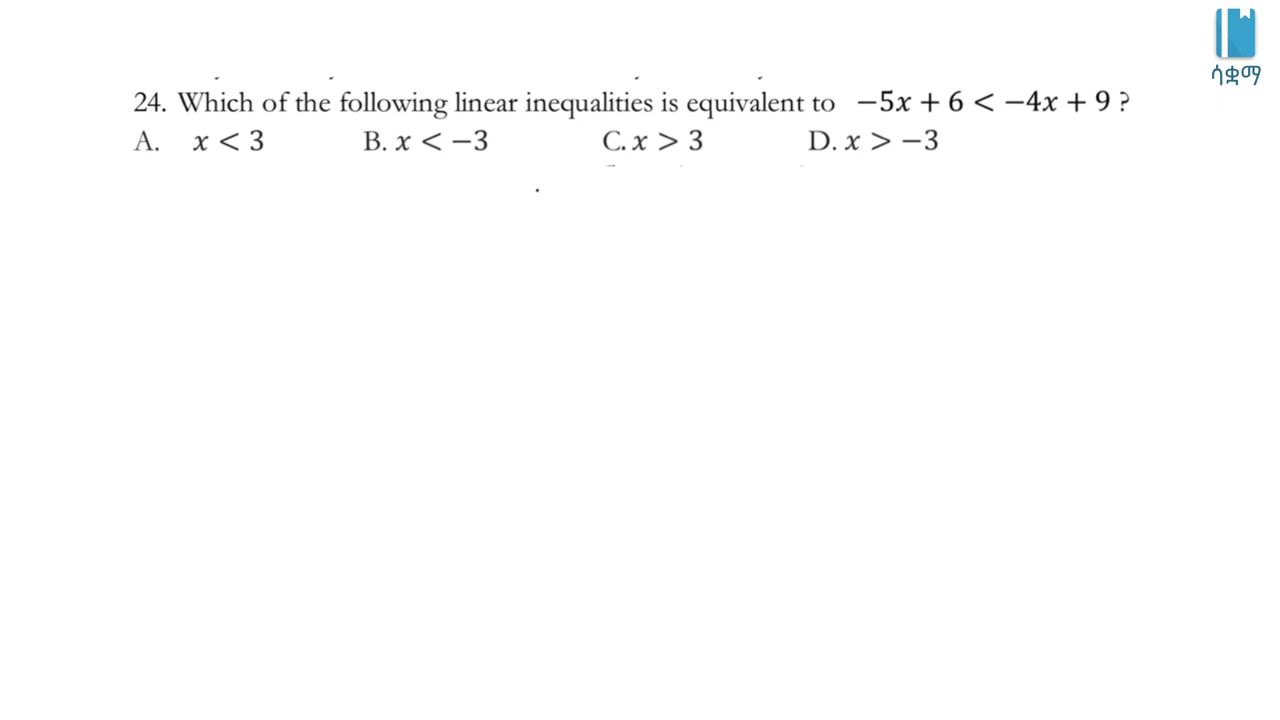 ሳቋማ
24. Which of the following linear inequalities is equivalent to −5x + 6 < −4x + 9 ?
A. x < 3 B. x < −3 C. x > 3 D. x > −3